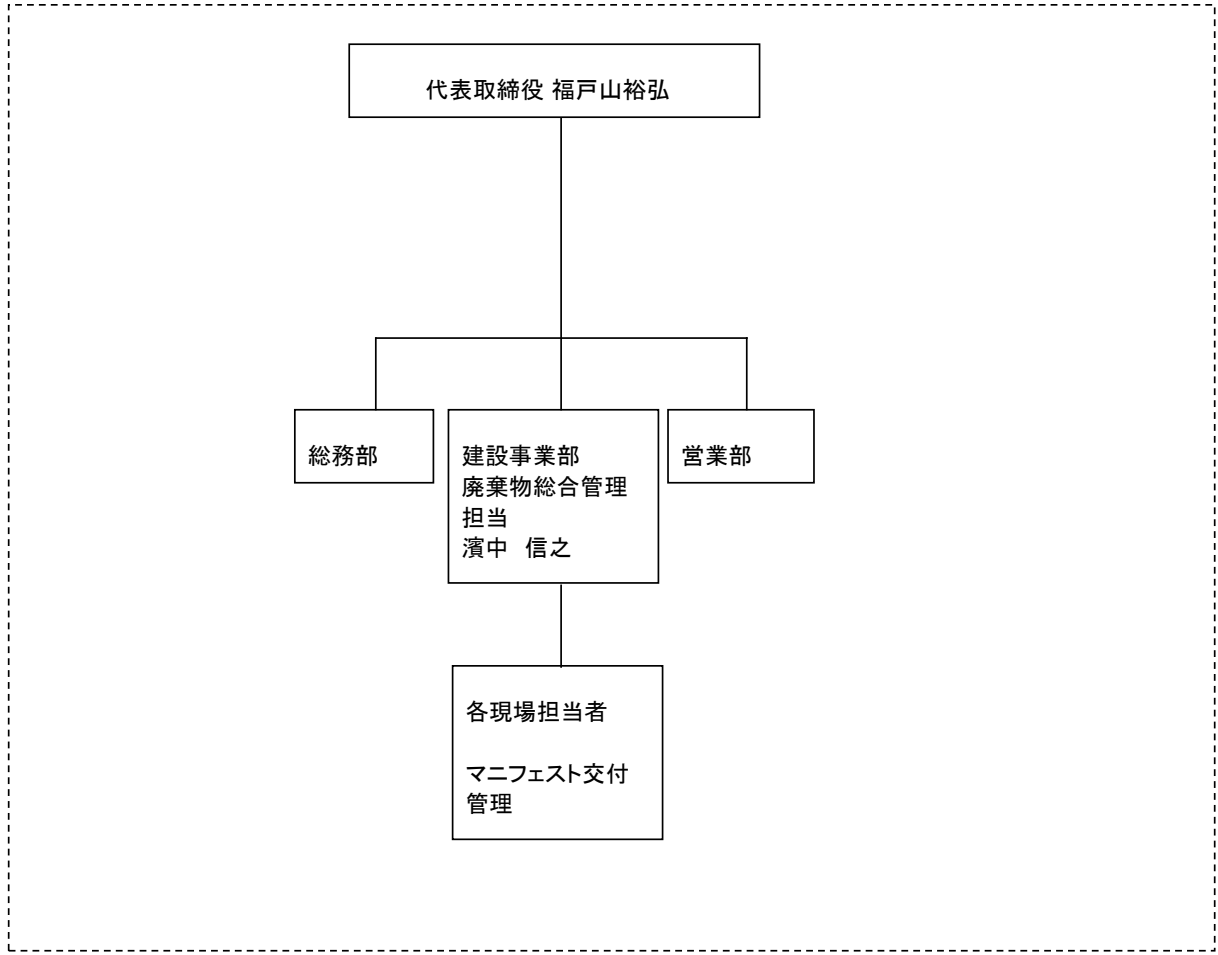 代表取締役 福戸山裕弘
総務部
建設事業部
廃棄物総合管理
担当
濱中　信之
営業部
各現場担当者
マニフェスト交付
管理